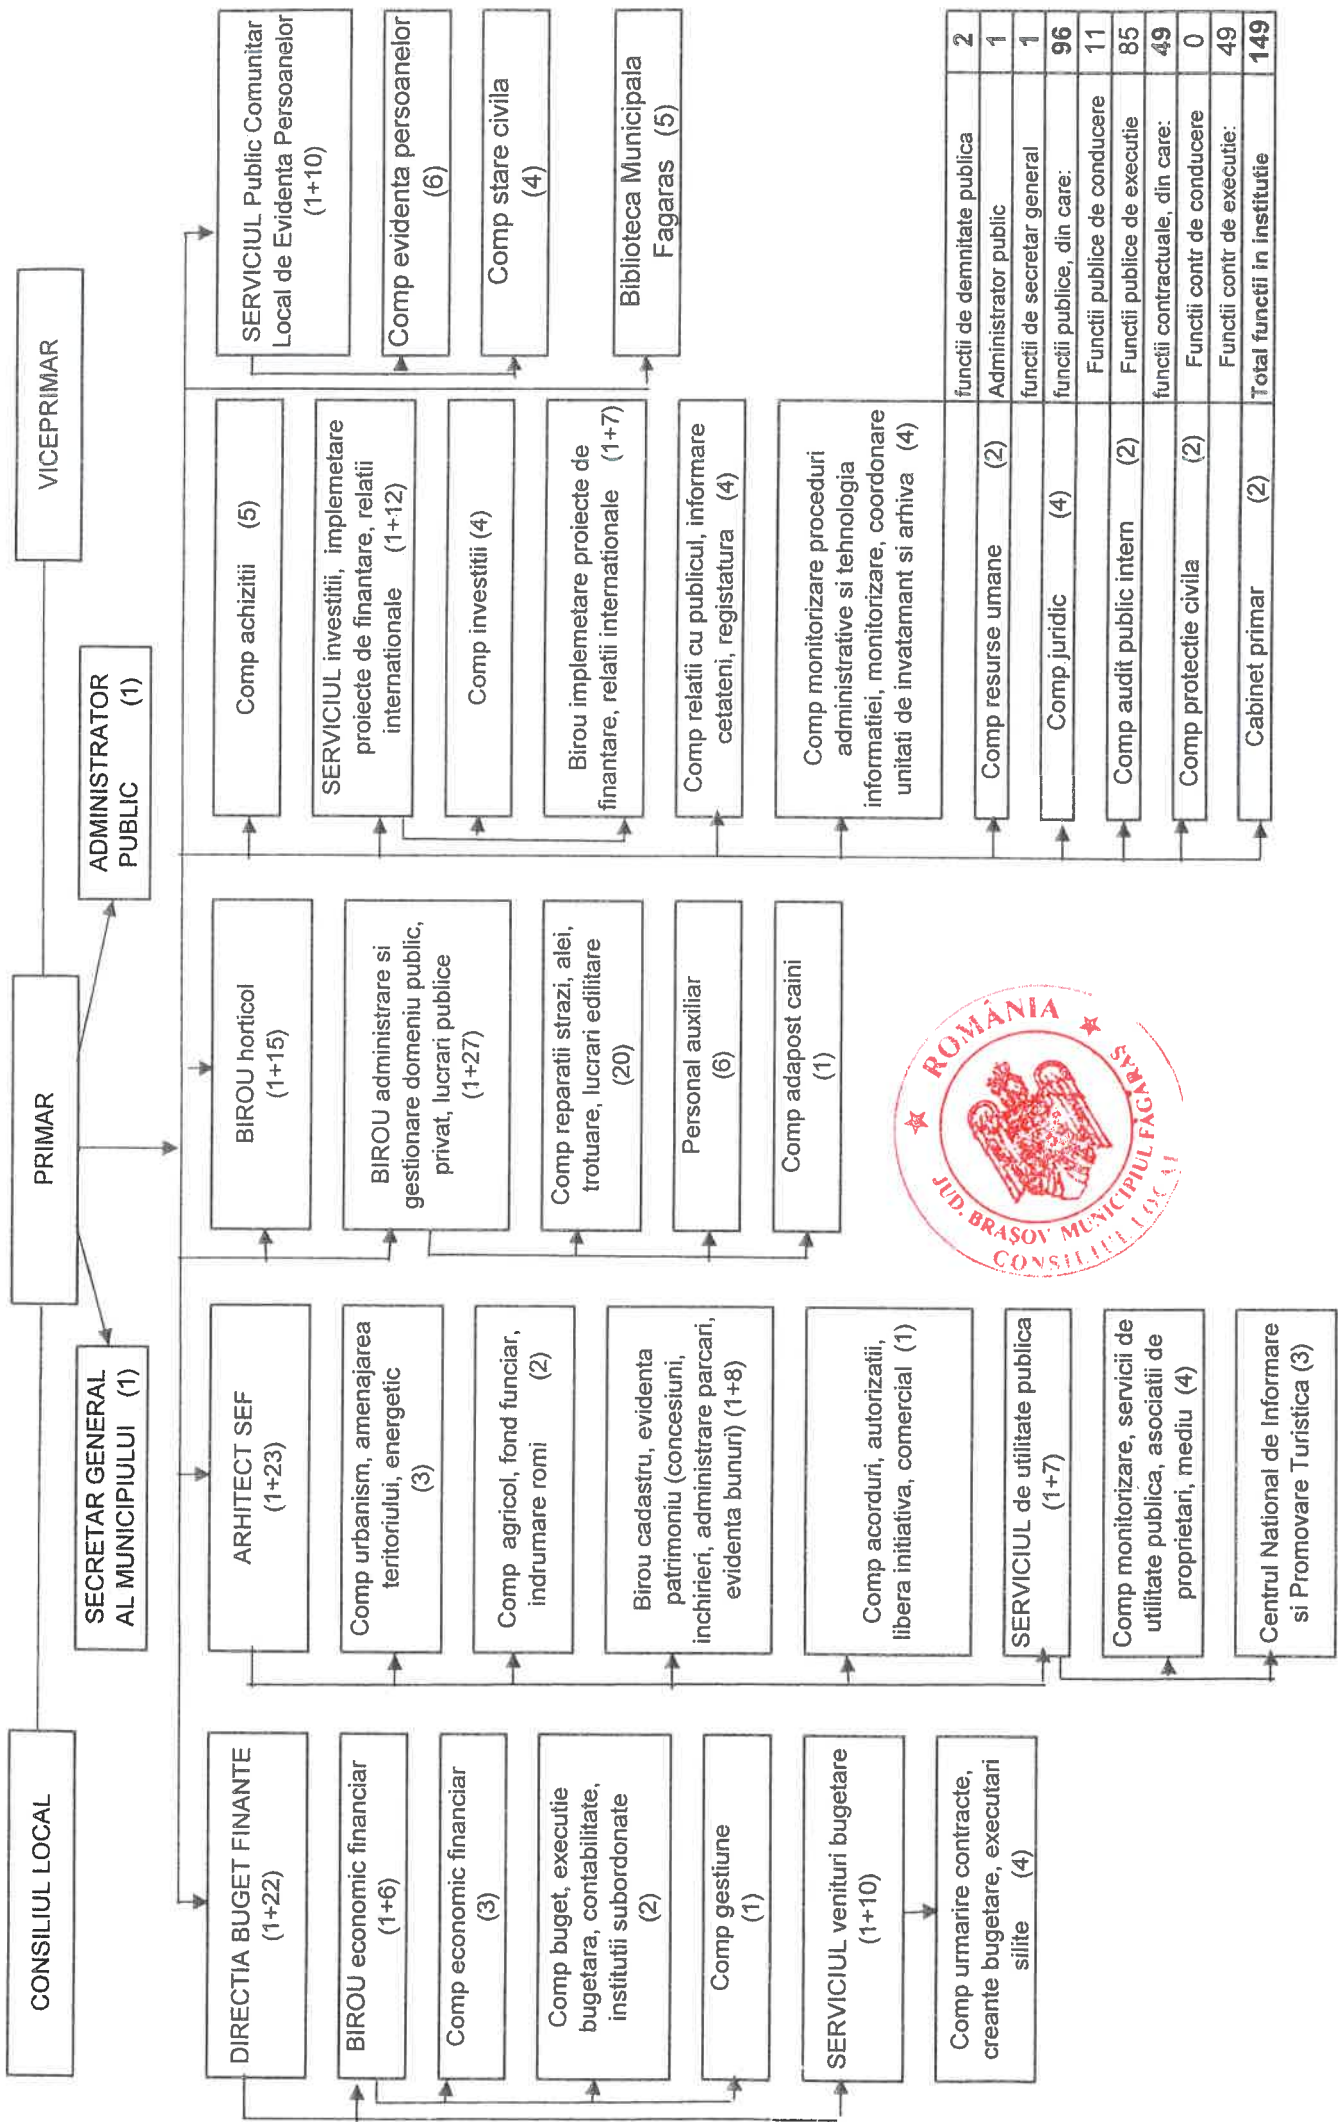 CONSILIUL LOCAL
PRIMAR
VICEPRIMAR
SECRETAR GENERAL
AL MUNICIPIULUI (1)
ADMINISTRATOR
PUBLIC (1)
DIRECTIA BUGET FINANTE
(1+22)
BIROU economic financiar
(1+6)
Comp economic financiar
(3)
Comp buget, executie
bugetara, contabilitate,
institutii subordonate
(2)
Comp gestiune
(1)
SERVICIUL venituri bugetare
(1+10)
Comp urmarire contracte,
creante bugetare, executari
silite
(4)
ARHITECT SEF
(1+23)
Comp urbanism, amenajarea
teritoriului, energetic
(3)
Comp agricol, fond funciar,
indrumare romi (2)
Birou cadastru, evidenta
patrimoniu (concesiuni,
inchirieri, administrare parcari,
evidenta bunuri) (1+8)
Comp acorduri, autorizatii,
libera initiativa, comercial (1)
SERVICIUL de utilitate publica
(1+7)
Comp monitorizare, servicii de
utilitate publica, asociatii de
proprietari, mediu (4)
Centrul National de Informare
si Promovare Turistica (3)
BIROU horticol
(1+15)
BIROU administrare si
gestionare domeniu public,
privat, lucrari publice
(1+27)
Comp reparatii strazi, alei,
trotuare, lucrari edilitare
(20)
Personal auxiliar
(6)
Comp adapost caini
(1)
ROMÂNIA
JUD. BRAŞOV MUNICIPIUL FĂGĂRAŞ
CONSILIUL LOCAL
Comp achizitii (5)
SERVICIUL investitii, implemetare
proiecte de finantare, relatii
internationale (1+12)
Comp investitii (4)
Birou implemetare proiecte de
finantare, relatii internationale (1+7)
Comp relatii cu publicul, informare
cetateni, registatura (4)
Comp monitorizare proceduri
administrative si tehnologia
informatiei, monitorizare, coordonare
unitati de invatamant si arhiva (4)
Comp resurse umane (2)
Comp juridic (4)
Comp audit public intern (2)
Comp protectie civila (2)
Cabinet primar (2)
SERVICIUL Public Comunitar
Local de Evidenta Persoanelor
(1+10)
Comp evidenta persoanelor
(6)
Comp stare civila
(4)
Biblioteca Municipala
Fagaras (5)
functii de demnitate publica 2
Administrator public 1
functii de secretar general 1
functii publice, din care: 96
Functii publice de conducere 11
Functii publice de executie 85
functii contractuale, din care: 49
Functii contr de conducere 0
Functii contr de executie: 49
Total functii in institutie 149